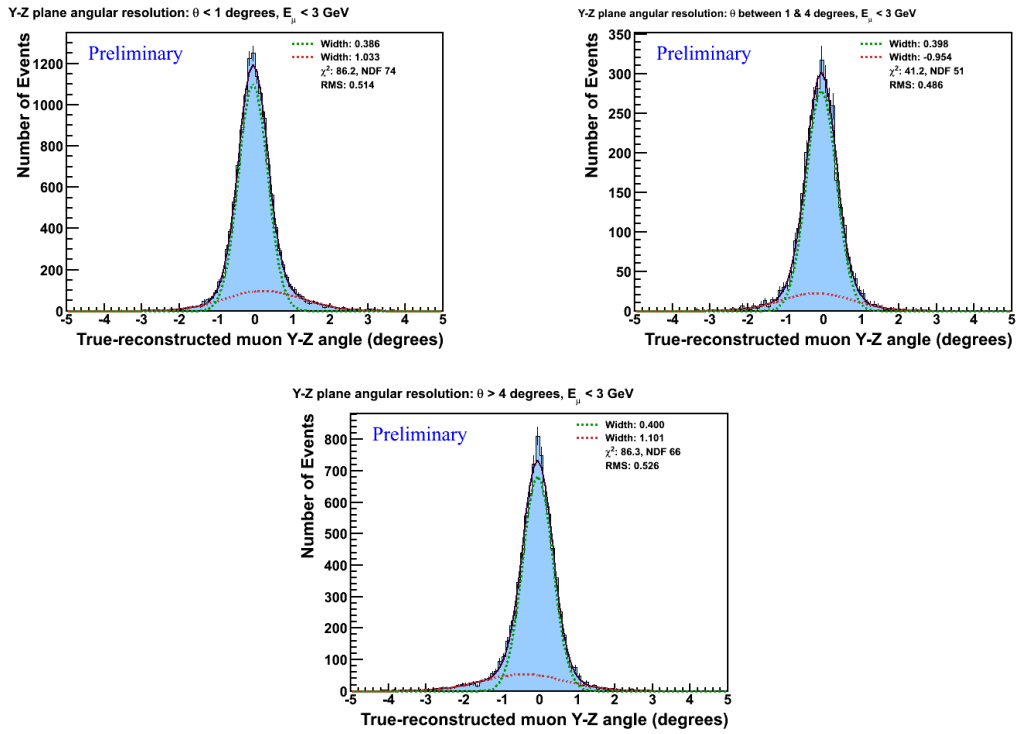 Y-Z plane angular resolution: θ < 1 degrees, Eμ < 3 GeV
Number of Events
Preliminary
Width: 0.386
Width: 1.033
χ²: 86.2, NDF 74
RMS: 0.514
1200
1000
800
600
400
200
0
-5 -4 -3 -2 -1 0 1 2 3 4 5
True-reconstructed muon Y-Z angle (degrees)
Y-Z plane angular resolution: θ between 1 & 4 degrees, Eμ < 3 GeV
Number of Events
Preliminary
Width: 0.398
Width: -0.954
χ²: 41.2, NDF 51
RMS: 0.486
350
300
250
200
150
100
50
0
-5 -4 -3 -2 -1 0 1 2 3 4 5
True-reconstructed muon Y-Z angle (degrees)
Y-Z plane angular resolution: θ > 4 degrees, Eμ < 3 GeV
Number of Events
Preliminary
Width: 0.400
Width: 1.101
χ²: 86.3, NDF 66
RMS: 0.526
800
700
600
500
400
300
200
100
0
-5 -4 -3 -2 -1 0 1 2 3 4 5
True-reconstructed muon Y-Z angle (degrees)